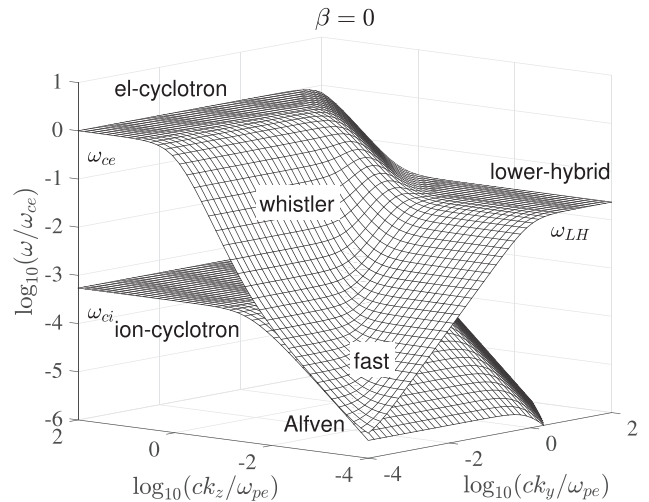 β = 0
1
0
-1
-2
-3
-4
-5
-6
log₁₀(ω/ω_ce)
el-cyclotron
ω_ce
whistler
lower-hybrid
ω_LH
ω_ci
ion-cyclotron
fast
Alfven
2
0
-2
-4
log₁₀(ck_z/ω_pe)
-4
-2
0
2
log₁₀(ck_y/ω_pe)